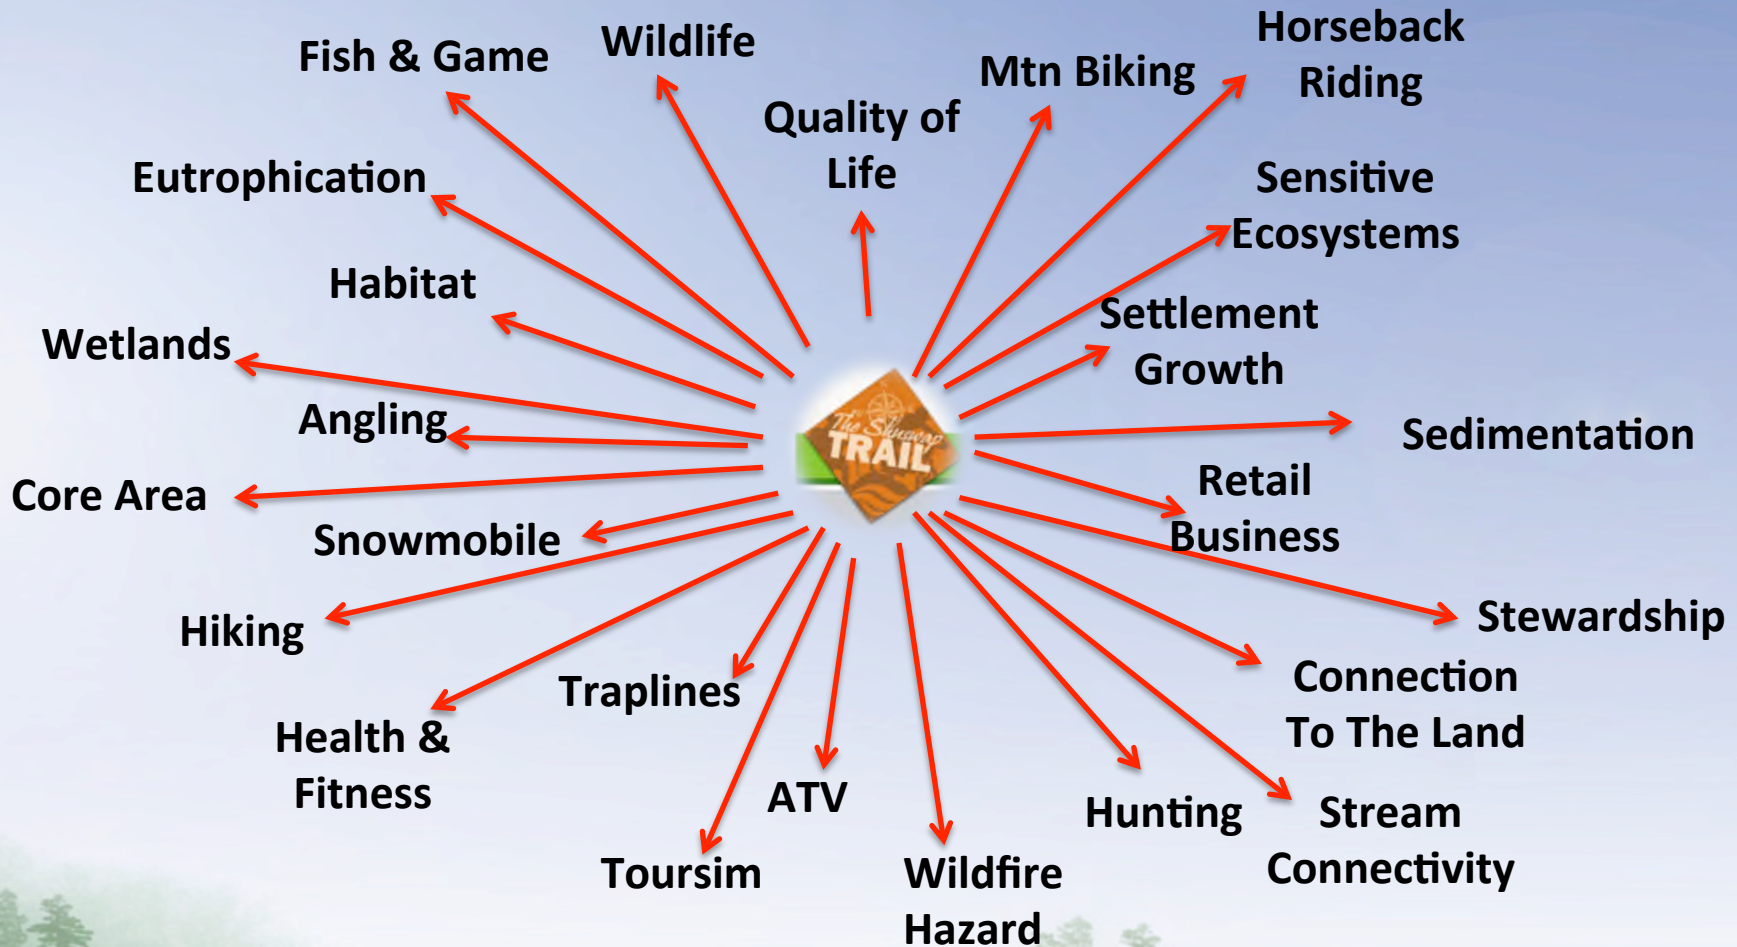 Fish & Game
Wildlife
Quality of
Life
Mtn Biking
Horseback
Riding
Eutrophication
Sensitive
Ecosystems
Habitat
Settlement
Growth
Wetlands
Angling
The Shuswap
TRAIL
Sedimentation
Core Area
Retail
Business
Snowmobile
Hiking
Stewardship
Traplines
Connection
To The Land
Health &
Fitness
ATV
Hunting
Stream
Connectivity
Toursim
Wildfire
Hazard